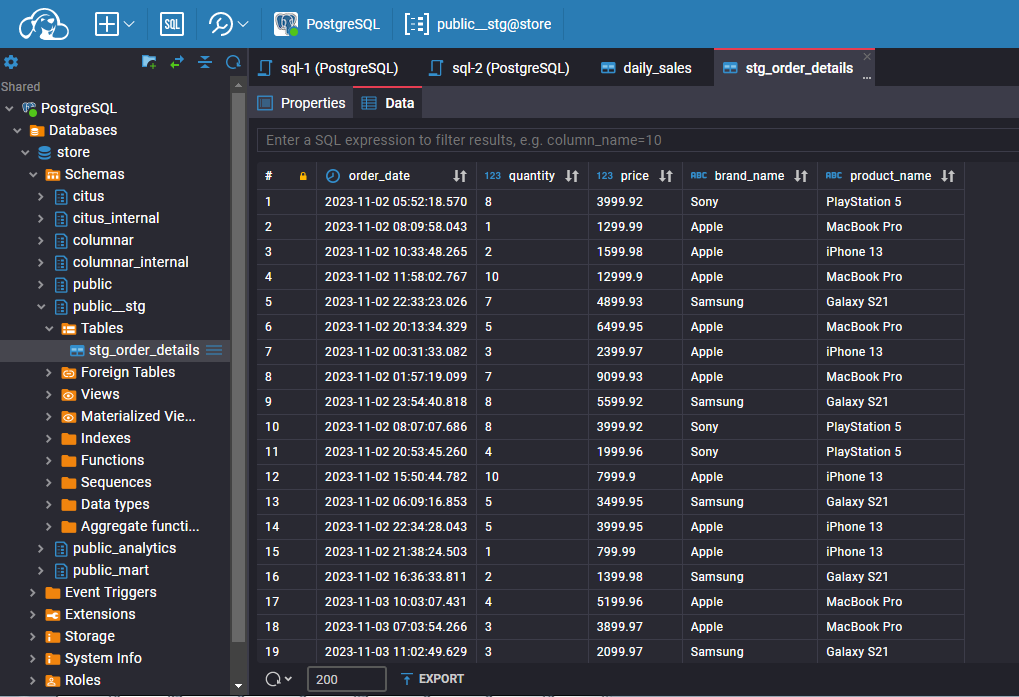 SQL PostgreSQL public__stg@store
Shared
PostgreSQL
Databases
store
Schemas
citus
citus_internal
columnar
columnar_internal
public
public__stg
Tables
stg_order_details
Foreign Tables
Views
Materialized Vie...
Indexes
Functions
Sequences
Data types
Aggregate functi...
public_analytics
public_mart
Event Triggers
Extensions
Storage
System Info
Roles
sql-1 (PostgreSQL) sql-2 (PostgreSQL) daily_sales stg_order_details ...
Properties Data
Enter a SQL expression to filter results, e.g. column_name=10
# order_date 123 quantity 123 price ABC brand_name ABC product_name
1 2023-11-02 05:52:18.570 8 3999.92 Sony PlayStation 5
2 2023-11-02 08:09:58.043 1 1299.99 Apple MacBook Pro
3 2023-11-02 10:33:48.265 2 1599.98 Apple iPhone 13
4 2023-11-02 11:58:02.767 10 12999.9 Apple MacBook Pro
5 2023-11-02 22:33:23.026 7 4899.93 Samsung Galaxy S21
6 2023-11-02 20:13:34.329 5 6499.95 Apple MacBook Pro
7 2023-11-02 00:31:33.082 3 2399.97 Apple iPhone 13
8 2023-11-02 01:57:19.099 7 9099.93 Apple MacBook Pro
9 2023-11-02 23:54:40.818 8 5599.92 Samsung Galaxy S21
10 2023-11-02 08:07:07.686 8 3999.92 Sony PlayStation 5
11 2023-11-02 20:53:45.260 4 1999.96 Sony PlayStation 5
12 2023-11-02 15:50:44.782 10 7999.9 Apple iPhone 13
13 2023-11-02 06:09:16.853 5 3499.95 Samsung Galaxy S21
14 2023-11-02 22:34:28.043 5 3999.95 Apple iPhone 13
15 2023-11-02 21:38:24.503 1 799.99 Apple iPhone 13
16 2023-11-02 16:36:33.811 2 1399.98 Samsung Galaxy S21
17 2023-11-03 10:03:07.431 4 5199.96 Apple MacBook Pro
18 2023-11-03 07:03:54.266 3 3899.97 Apple MacBook Pro
19 2023-11-03 11:02:49.629 3 2099.97 Samsung Galaxy S21
200 EXPORT